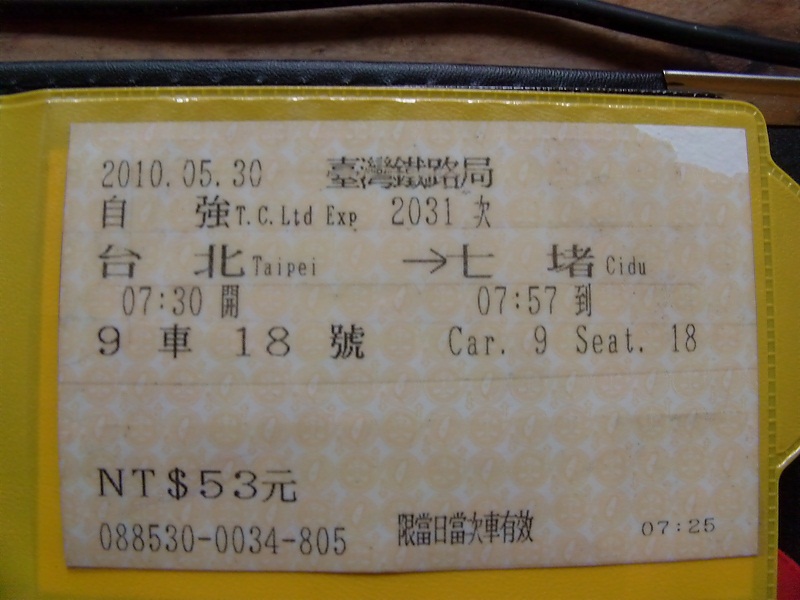 2010.05.30 臺灣鐵路局
自 強 T.C.Ltd Exp 2031 次
台 北 Taipei → 七 堵 Cidu
07:30 開 07:57 到
9 車 18 號 Car. 9 Seat. 18
NT$53元
088530-0034-805 限當日當次車有效 07:25